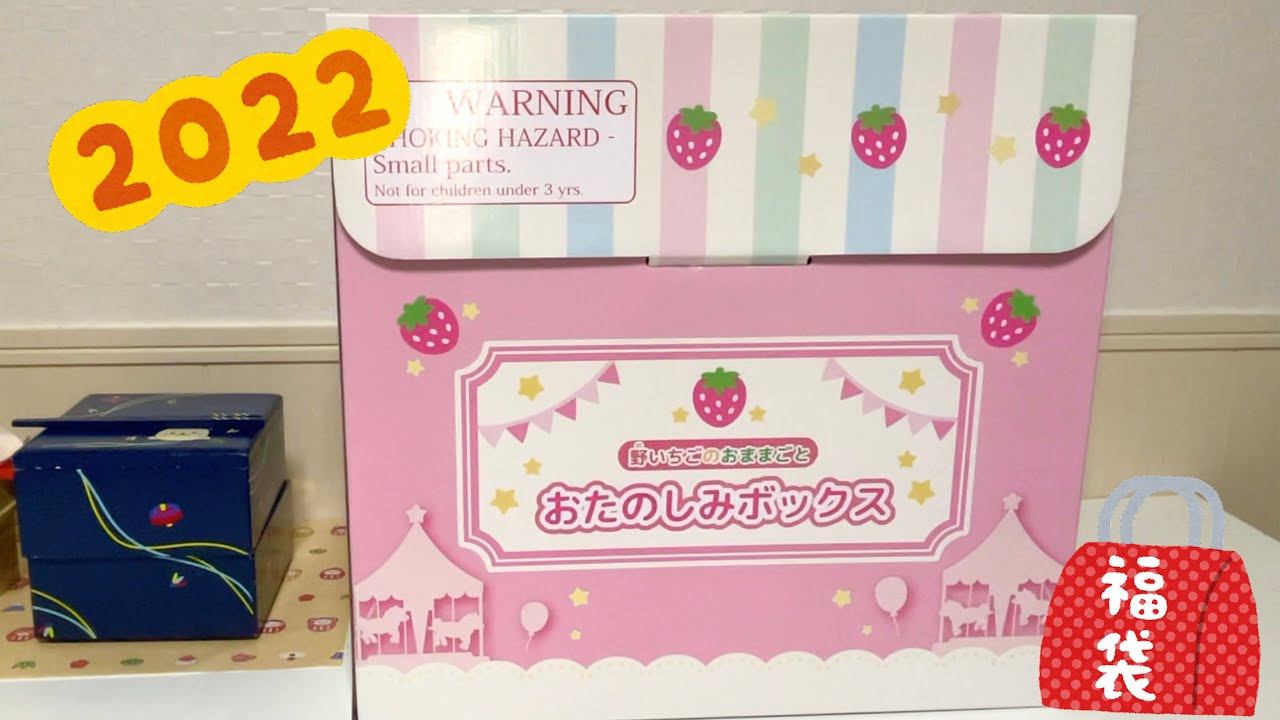 2022
WARNING
HOKING HAZARD -
Small parts.
Not for children under 3 yrs.
野いちごのおままごと
おたのしみボックス
福袋